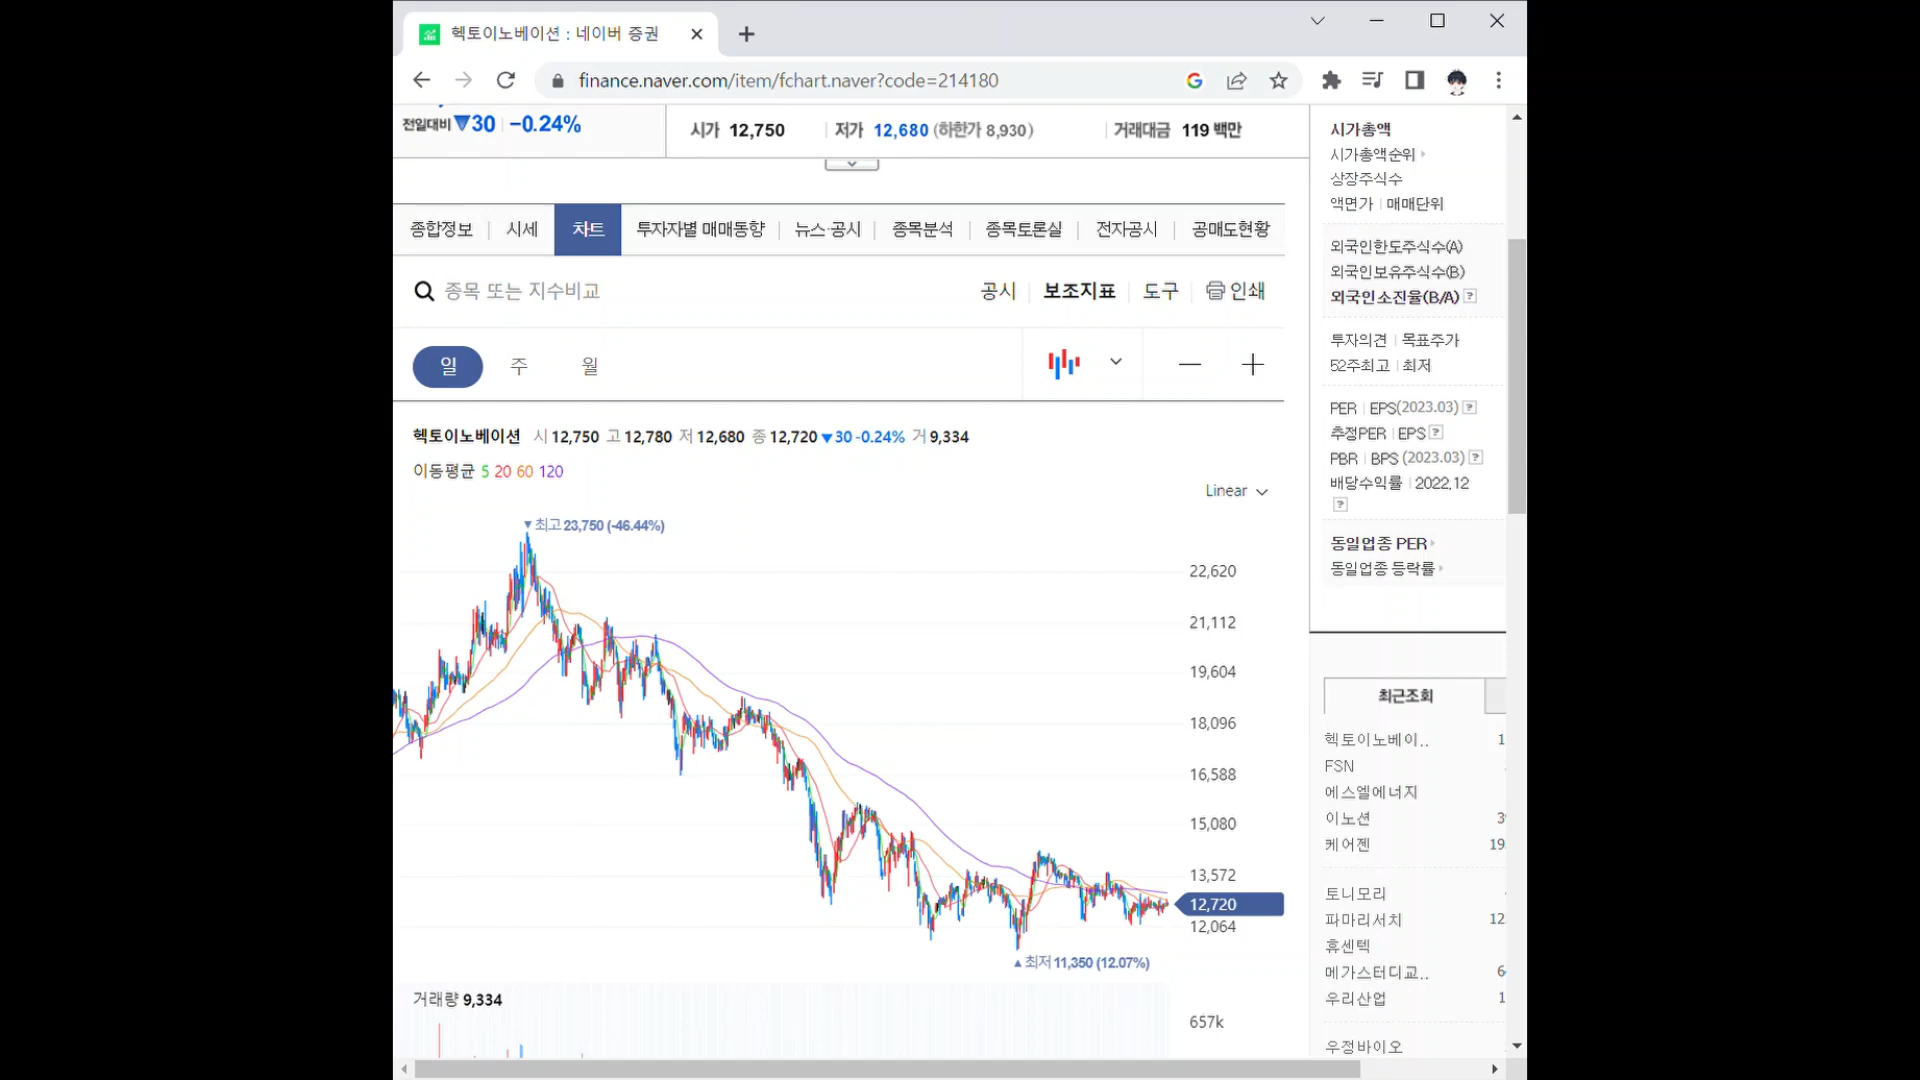 헥토이노베이션 : 네이버 증권
finance.naver.com/item/fchart.naver?code=214180
전일대비 ▼30 | -0.24%
시가 12,750 | 저가 12,680 (하한가 8,930) | 거래대금 119 백만
종합정보 | 시세 차트 투자자별 매매동향 | 뉴스·공시 | 종목분석 | 종목토론실 | 전자공시 | 공매도현황
종목 또는 지수비교
공시 | 보조지표 | 도구 | 인쇄
일 주 월
헥토이노베이션 시 12,750 고 12,780 저 12,680 종 12,720 ▼30 -0.24% 거 9,334
이동평균 5 20 60 120
Linear
▼최고 23,750 (-46.44%)
22,620
21,112
19,604
18,096
16,588
15,080
13,572
12,720
12,064
▲최저 11,350 (12.07%)
거래량 9,334
657k
시가총액
시가총액순위
상장주식수
액면가 | 매매단위
외국인한도주식수(A)
외국인보유주식수(B)
외국인소진율(B/A) ?
투자의견 | 목표주가
52주최고 | 최저
PER | EPS(2023.03) ?
추정PER | EPS ?
PBR | BPS (2023.03) ?
배당수익률 | 2022.12
?
동일업종 PER
동일업종 등락률
최근조회
헥토이노베이.. 1
FSN
에스엘에너지
이노션
케어젠 19
토니모리
파마리서치 12
휴센텍
메가스터디교..
우리산업 1
우정바이오